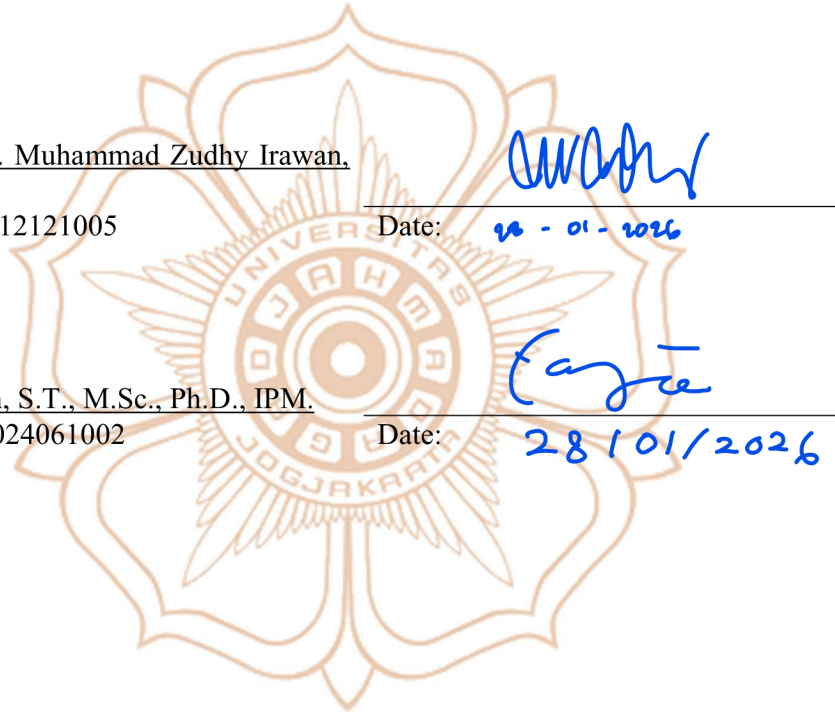 . Muhammad Zudhy Irawan,
12121005
Date: 28 - 01 - 2026
, S.T., M.Sc., Ph.D., IPM.
024061002
Date: 28/01/2026
UNIVERSITAS
GADJAH MADA
JOGJAKARTA